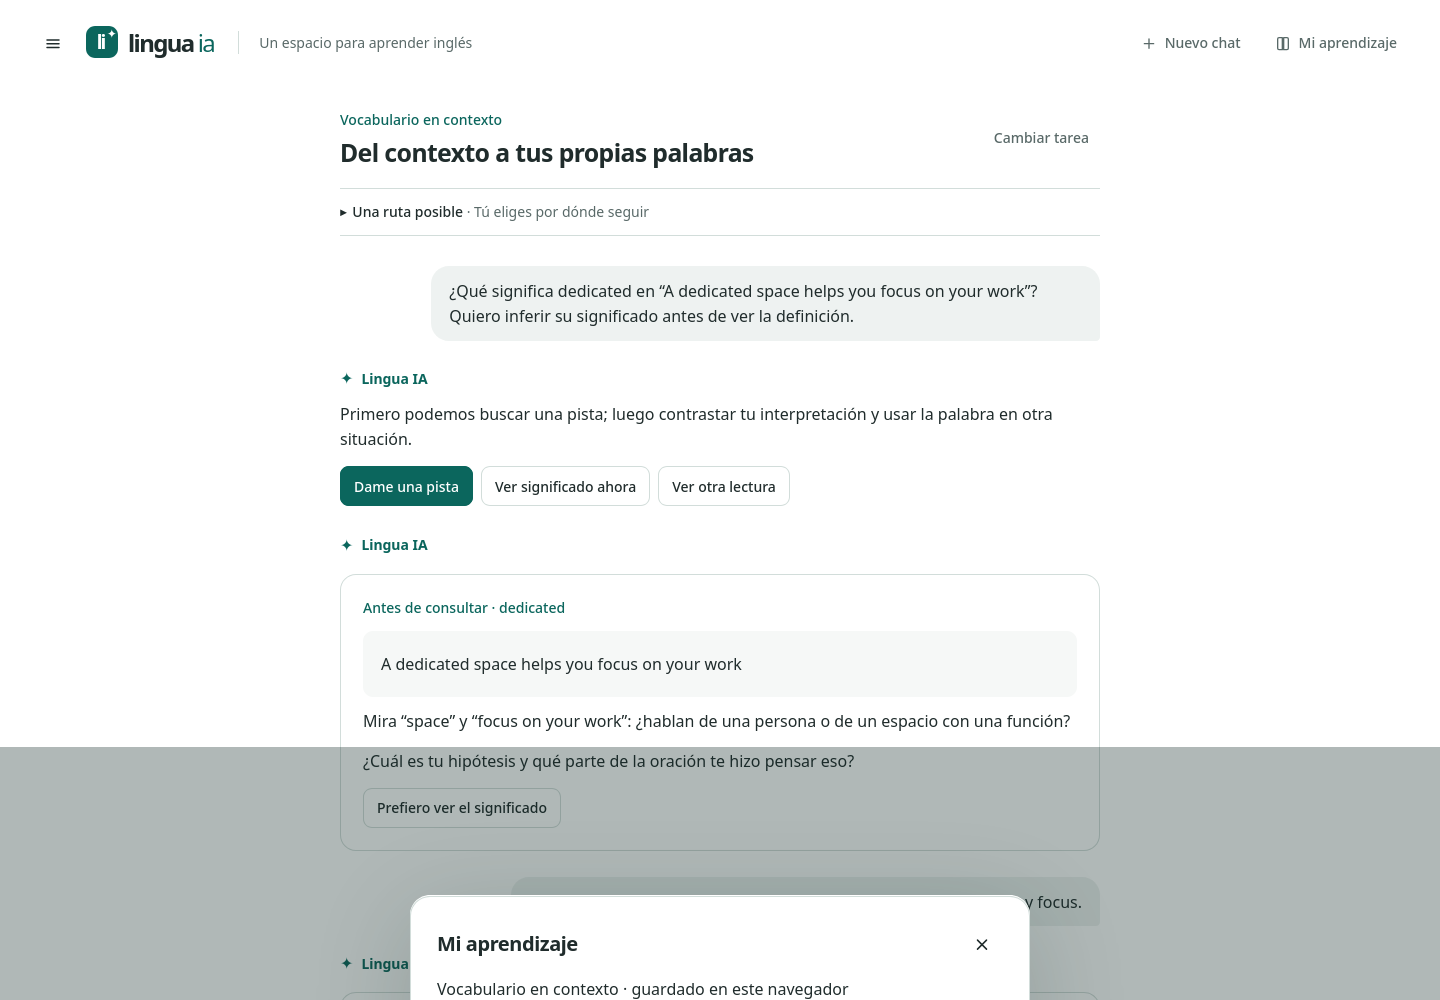 li lingua ia
Un espacio para aprender inglés
Nuevo chat
Mi aprendizaje
Vocabulario en contexto
Del contexto a tus propias palabras
Cambiar tarea
▸ Una ruta posible · Tú eliges por dónde seguir
¿Qué significa dedicated en “A dedicated space helps you focus on your work”?
Quiero inferir su significado antes de ver la definición.
Lingua IA
Primero podemos buscar una pista; luego contrastar tu interpretación y usar la palabra en otra
situación.
Dame una pista
Ver significado ahora
Ver otra lectura
Lingua IA
Antes de consultar · dedicated
A dedicated space helps you focus on your work
Mira “space” y “focus on your work”: ¿hablan de una persona o de un espacio con una función?
¿Cuál es tu hipótesis y qué parte de la oración te hizo pensar eso?
Prefiero ver el significado
y focus.
Mi aprendizaje
Lingua
Vocabulario en contexto · guardado en este navegador